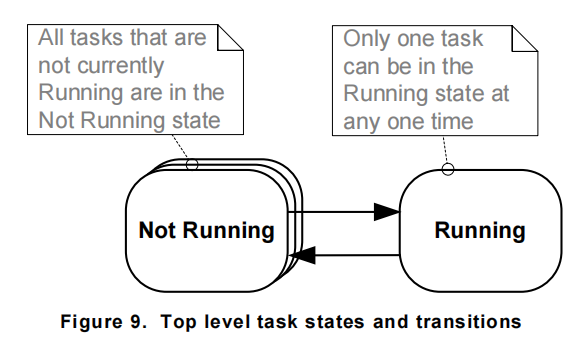 All tasks that are
not currently
Running are in the
Not Running state
Only one task
can be in the
Running state at
any one time
Not Running
Running
Figure 9. Top level task states and transitions